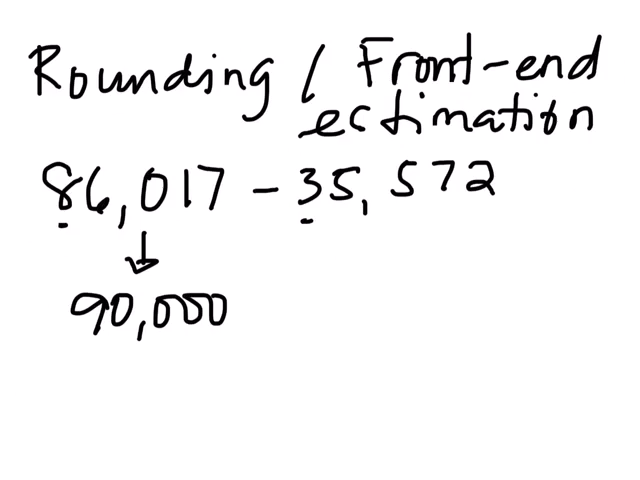 Rounding / Front-end
estimation
86,017 - 35,572
↓
90,000